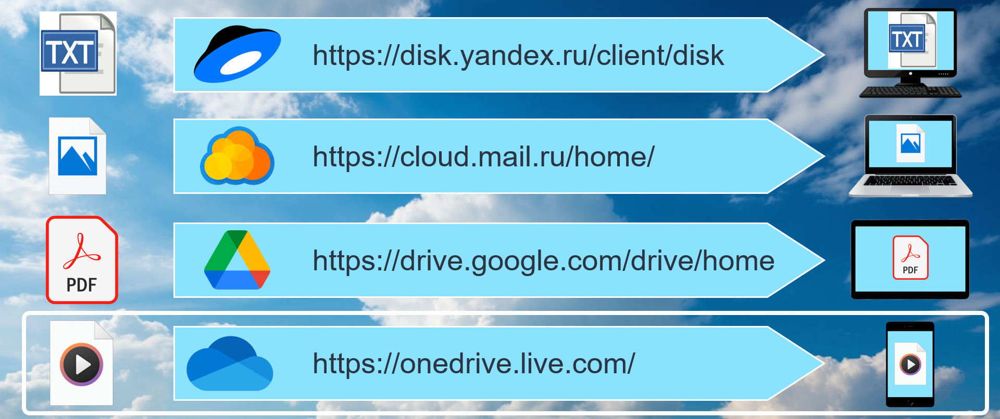 TXT
https://disk.yandex.ru/client/disk
TXT
https://cloud.mail.ru/home/
PDF
https://drive.google.com/drive/home
PDF
https://onedrive.live.com/